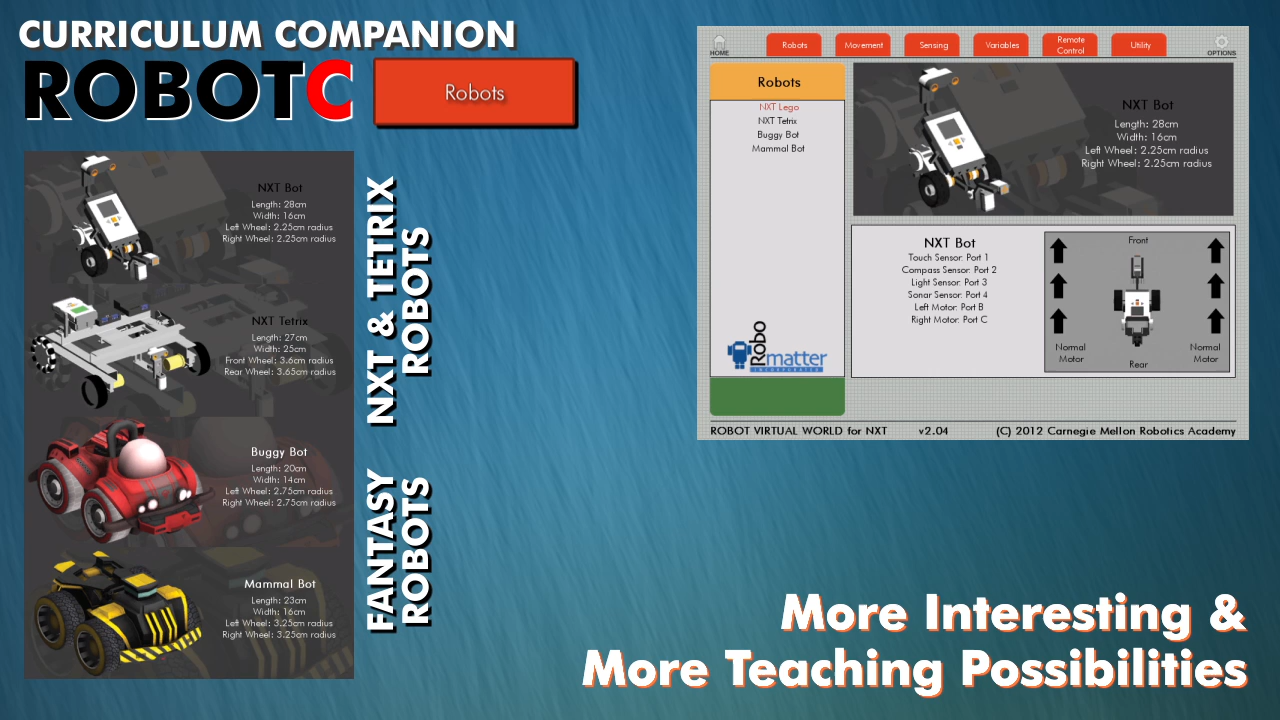 CURRICULUM COMPANION
ROBOTC
Robots
NXT Bot
Length: 28cm
Width: 16cm
Left Wheel: 2.25cm radius
Right Wheel: 2.25cm radius
NXT Tetrix
Length: 27cm
Width: 25cm
Front Wheel: 3.6cm radius
Rear Wheel: 3.65cm radius
Buggy Bot
Length: 20cm
Width: 14cm
Left Wheel: 2.75cm radius
Right Wheel: 2.75cm radius
Mammal Bot
Length: 23cm
Width: 16cm
Left Wheel: 3.25cm radius
Right Wheel: 3.25cm radius
NXT & TETRIX
ROBOTS
FANTASY
ROBOTS
HOME
Robots
Movement
Sensing
Variables
Remote
Control
Utility
OPTIONS
Robots
NXT Lego
NXT Tetrix
Buggy Bot
Mammal Bot
Robo
matter
INCORPORATED
NXT Bot
Length: 28cm
Width: 16cm
Left Wheel: 2.25cm radius
Right Wheel: 2.25cm radius
NXT Bot
Touch Sensor: Port 1
Compass Sensor: Port 2
Light Sensor: Port 3
Sonar Sensor: Port 4
Left Motor: Port B
Right Motor: Port C
Front
Normal
Motor
Normal
Motor
Rear
ROBOT VIRTUAL WORLD for NXT v2.04 (C) 2012 Carnegie Mellon Robotics Academy
More Interesting &
More Teaching Possibilities